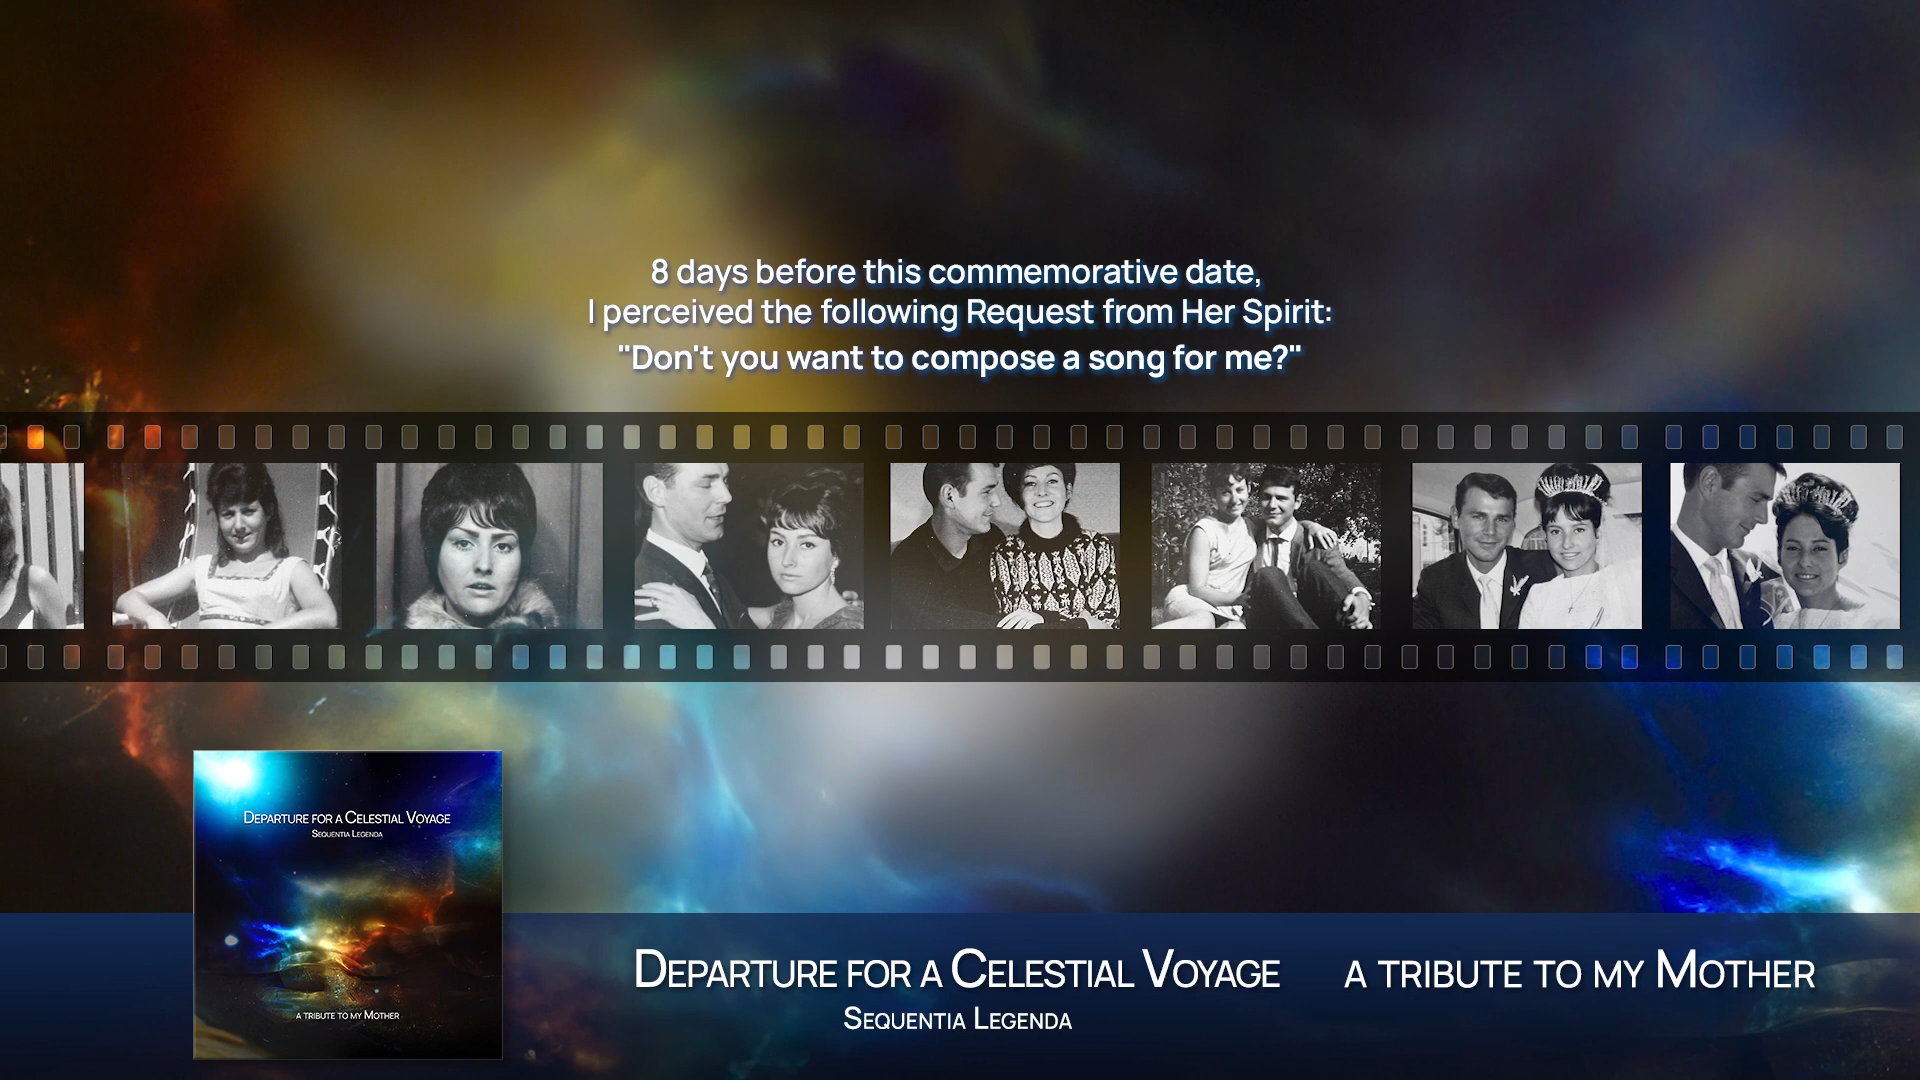 8 days before this commemorative date,
I perceived the following Request from Her Spirit:
"Don't you want to compose a song for me?"
Departure for a Celestial Voyage
Sequentia Legenda
a tribute to my Mother
Departure for a Celestial Voyage
Sequentia Legenda
a tribute to my Mother